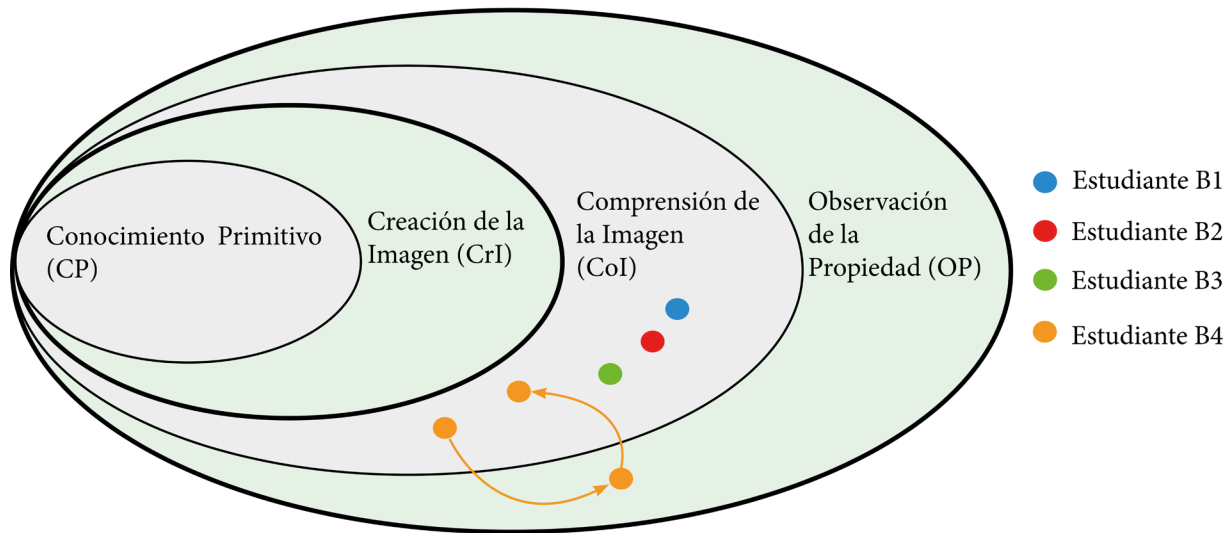 Conocimiento Primitivo
(CP)
Creación de la
Imagen (CrI)
Comprensión de
la Imagen
(CoI)
Observación
de la
Propiedad (OP)
Estudiante B1
Estudiante B2
Estudiante B3
Estudiante B4